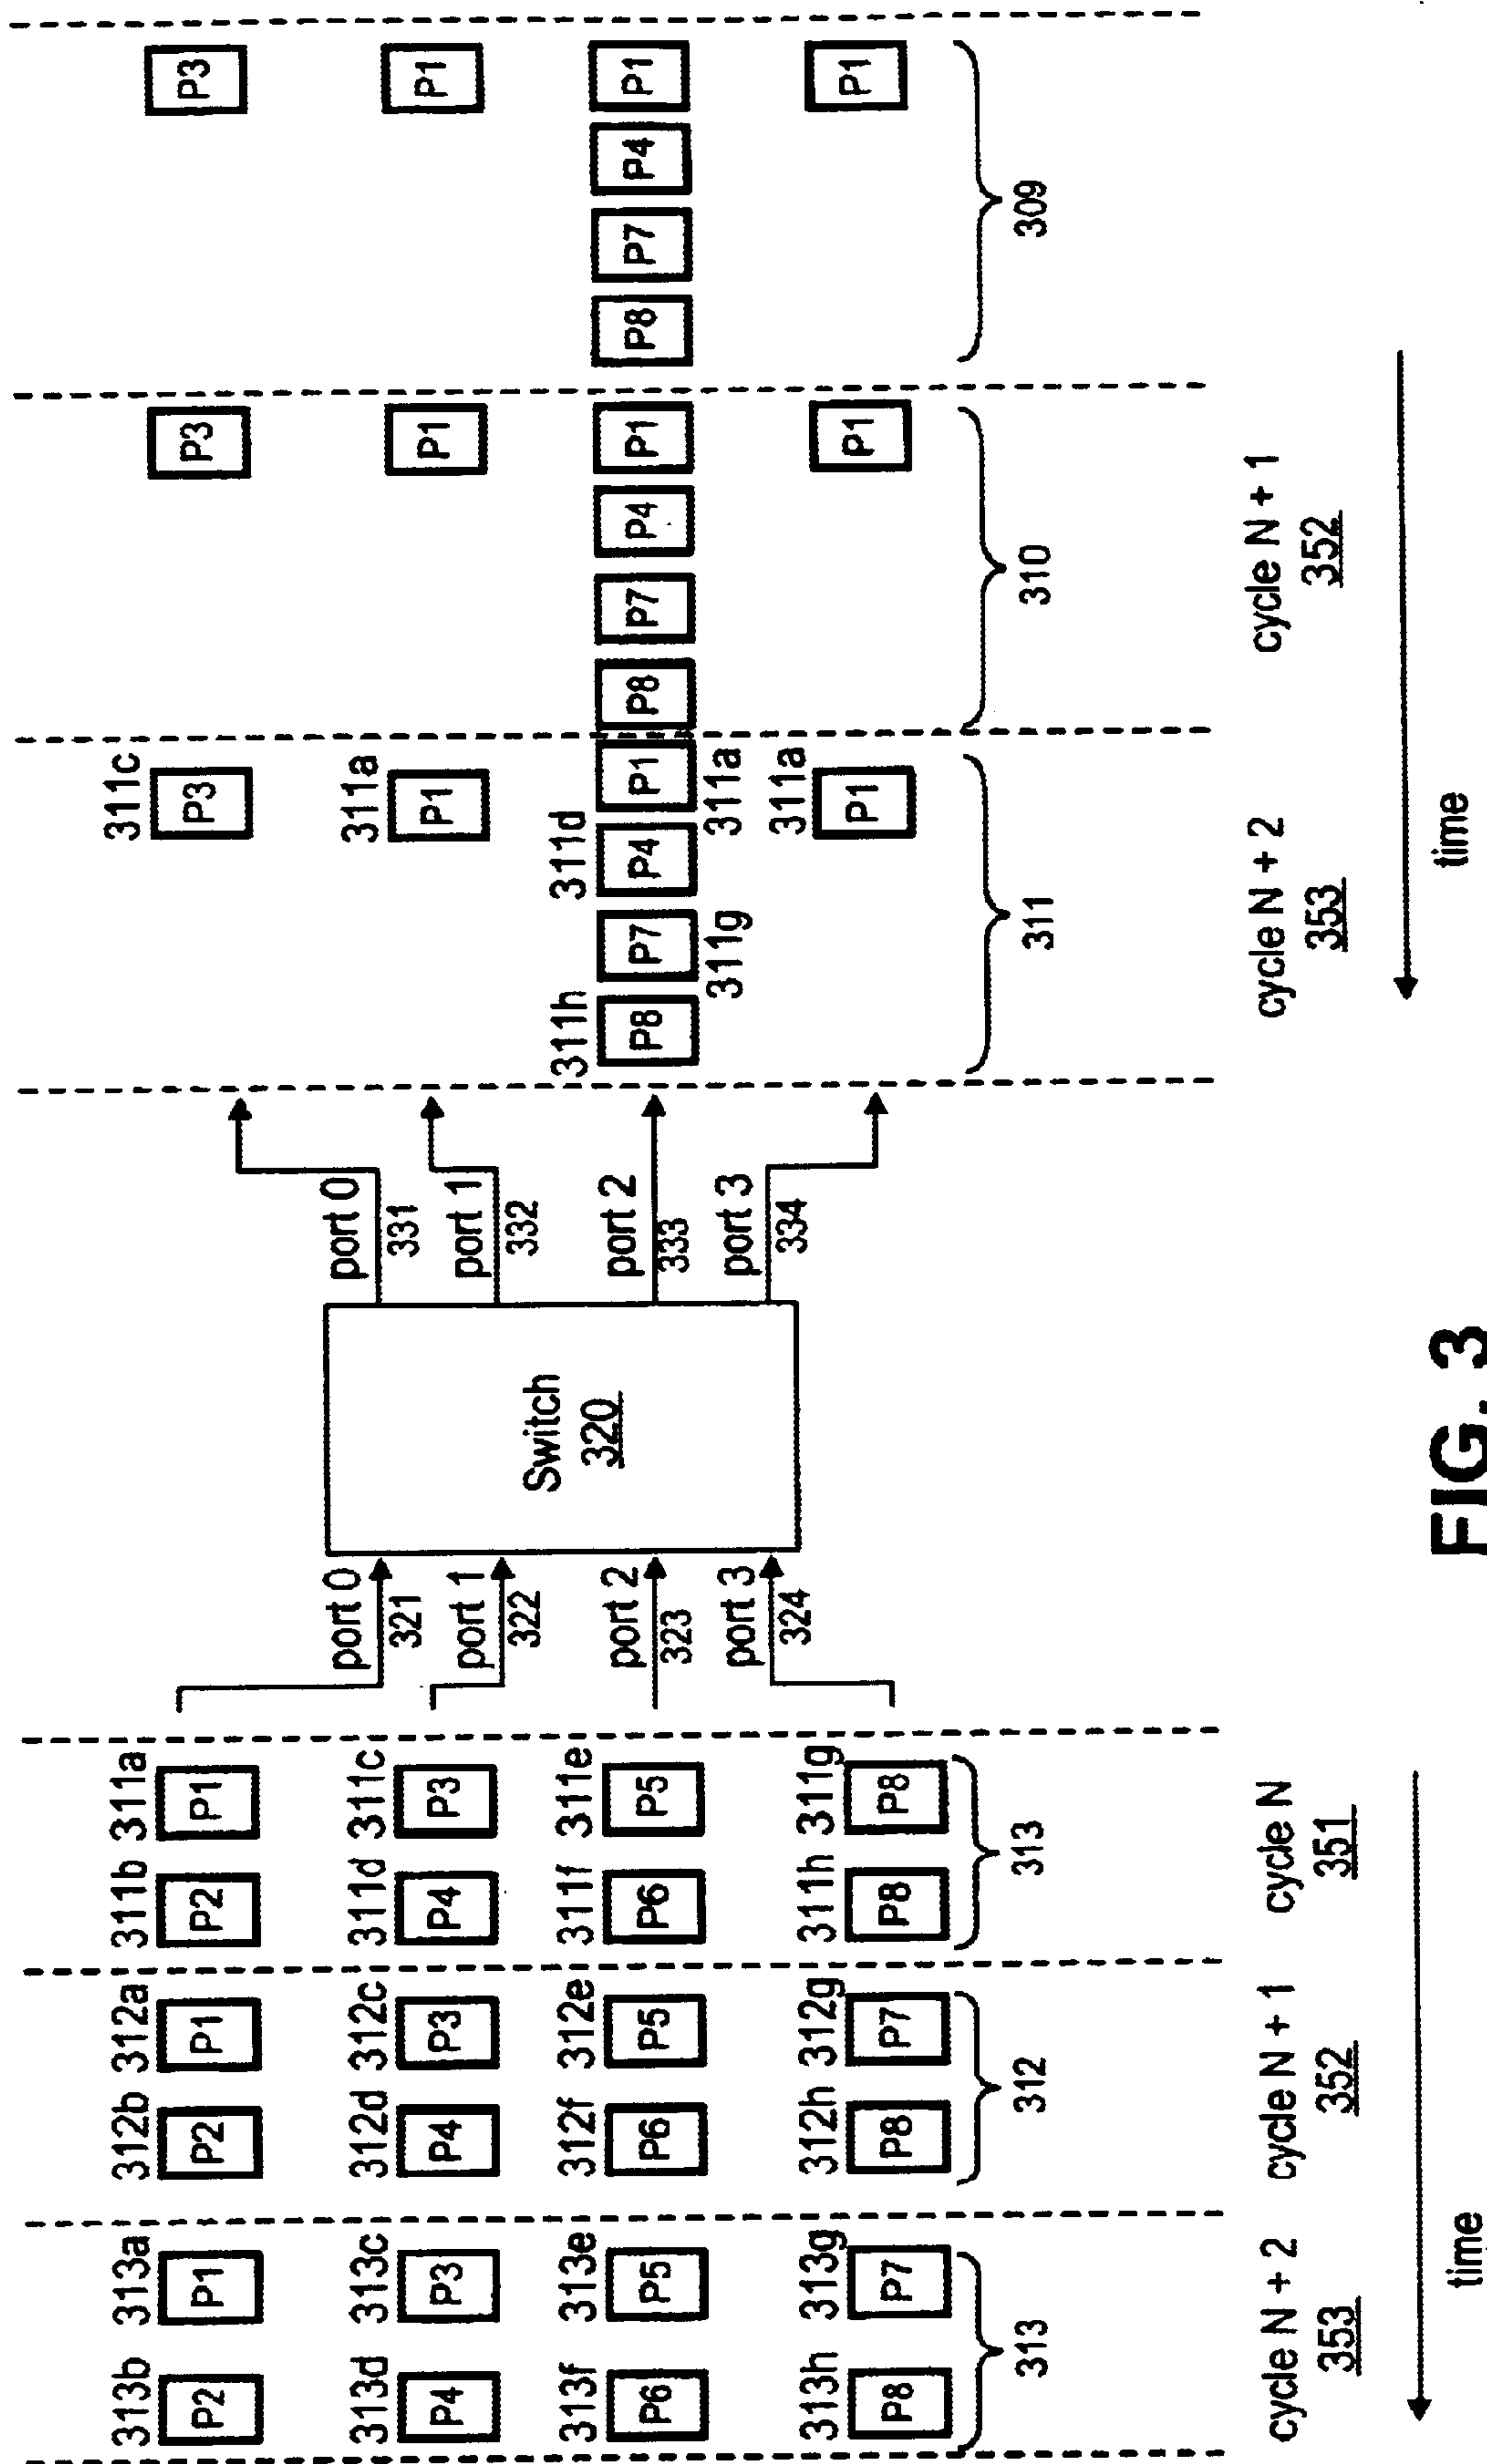 313b 313a 312b 312a 311b 311a 311c
P2 P1 P2 P1 P2 P1 P3 P3 P3
port 0 port 0
321 331
313d 313c 312d 312c 311d 311c 311a
P4 P3 P4 P3 P4 P3 P1 P1 P1
port 1 port 1
322 332
Switch
320
313f 313e 312f 312e 311f 311e 311h 311d
P6 P5 P6 P5 P6 P5 P8 P7 P4 P1 P8 P7 P4 P1 P8 P7 P4 P1
port 2 port 2
323 333
311g 311a
port 3 port 3
324 334
313h 313g 312h 312g 311h 311g 311a
P8 P7 P8 P7 P8 P8 P1 P1 P1
313 312 313 311 310 309
cycle N + 2 cycle N + 1 cycle N cycle N + 2 cycle N + 1
353 352 351 353 352
time time
FIG. 3